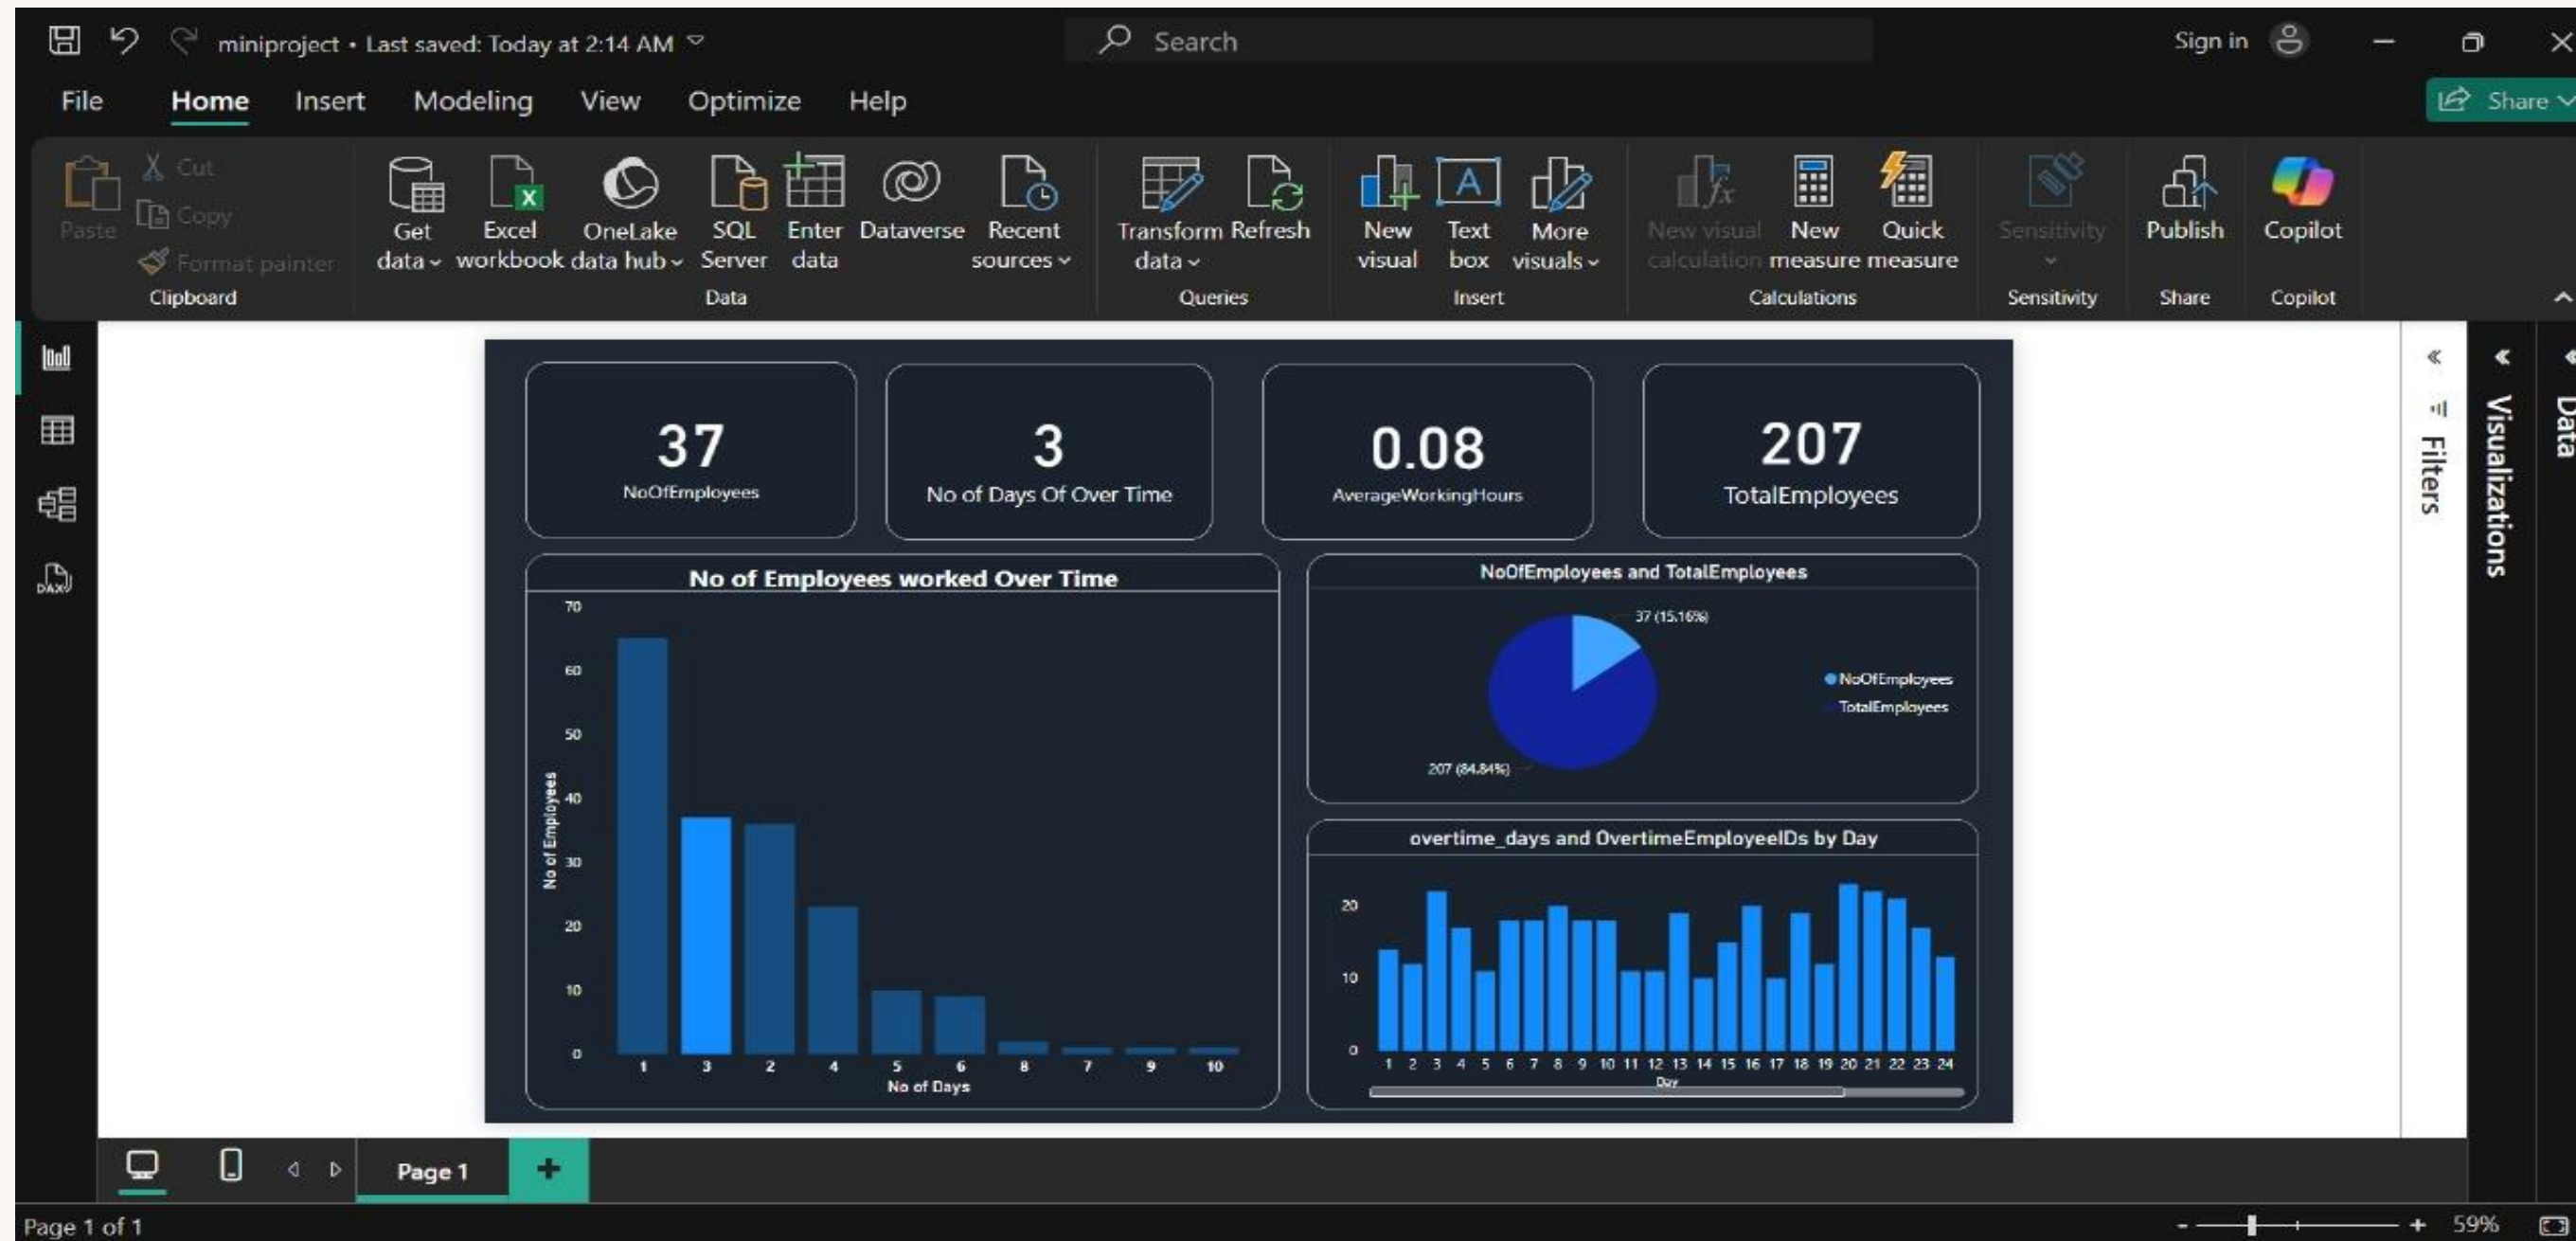 miniproject • Last saved: Today at 2:14 AM
Search
Sign in
File Home Insert Modeling View Optimize Help
Share
Paste
Cut
Copy
Format painter
Clipboard
Get data
Excel workbook
OneLake data hub
SQL Server
Enter data
Dataverse
Recent sources
Data
Transform data
Refresh
Queries
New visual
Text box
More visuals
Insert
New visual calculation
New measure
Quick measure
Calculations
Sensitivity
Sensitivity
Publish
Share
Copilot
Copilot
DAX
37
NoOfEmployees
3
No of Days Of Over Time
0.08
AverageWorkingHours
207
TotalEmployees
No of Employees worked Over Time
No of Employees
70
60
50
40
30
20
10
0
1 3 2 4 5 6 8 7 9 10
No of Days
NoOfEmployees and TotalEmployees
37 (15.16%)
207 (84.84%)
NoOfEmployees
TotalEmployees
overtime_days and OvertimeEmployeeIDs by Day
20
10
0
1 2 3 4 5 6 7 8 9 10 11 12 13 14 15 16 17 18 19 20 21 22 23 24
Day
Filters
Visualizations
Data
Page 1
Page 1 of 1
59%